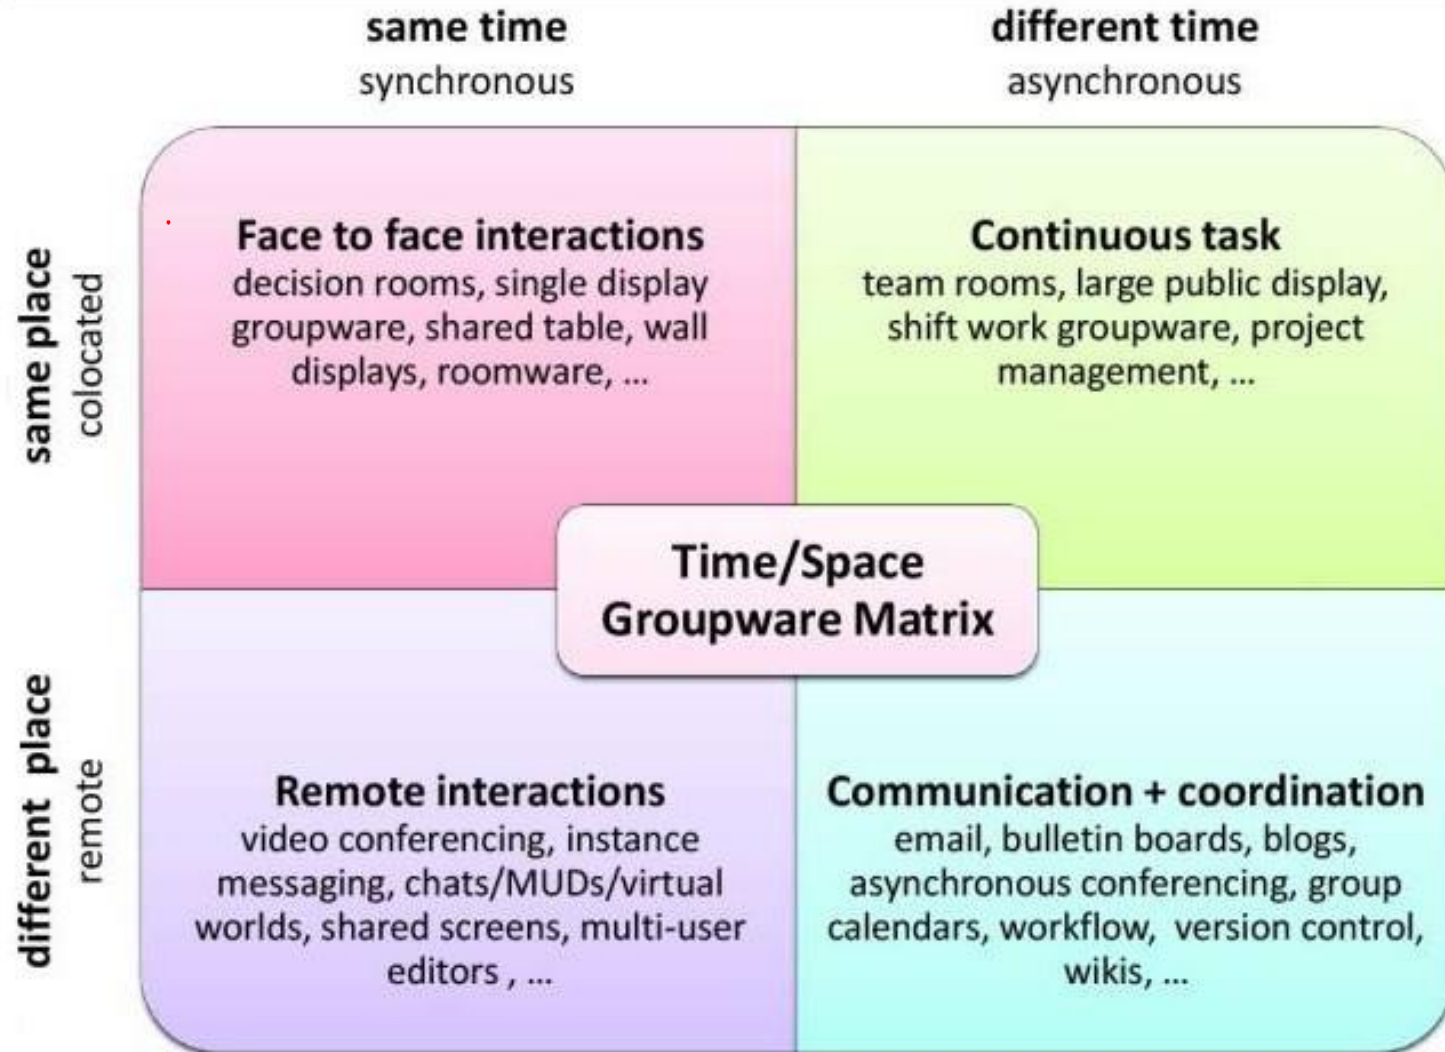 same time
synchronous
different time
asynchronous
same place
colocated
Face to face interactions
decision rooms, single display
groupware, shared table, wall
displays, roomware, ...
Continuous task
team rooms, large public display,
shift work groupware, project
management, ...
Time/Space
Groupware Matrix
different place
remote
Remote interactions
video conferencing, instance
messaging, chats/MUDs/virtual
worlds, shared screens, multi-user
editors , ...
Communication + coordination
email, bulletin boards, blogs,
asynchronous conferencing, group
calendars, workflow, version control,
wikis, ...